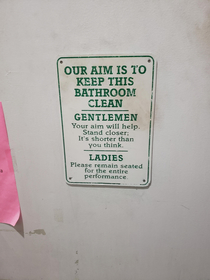 OUR AIM IS TO
KEEP THIS
BATHROOM
CLEAN
GENTLEMEN
Your aim will help.
Stand closer;
It's shorter than
you think.
LADIES
Please remain seated
for the entire
performance.